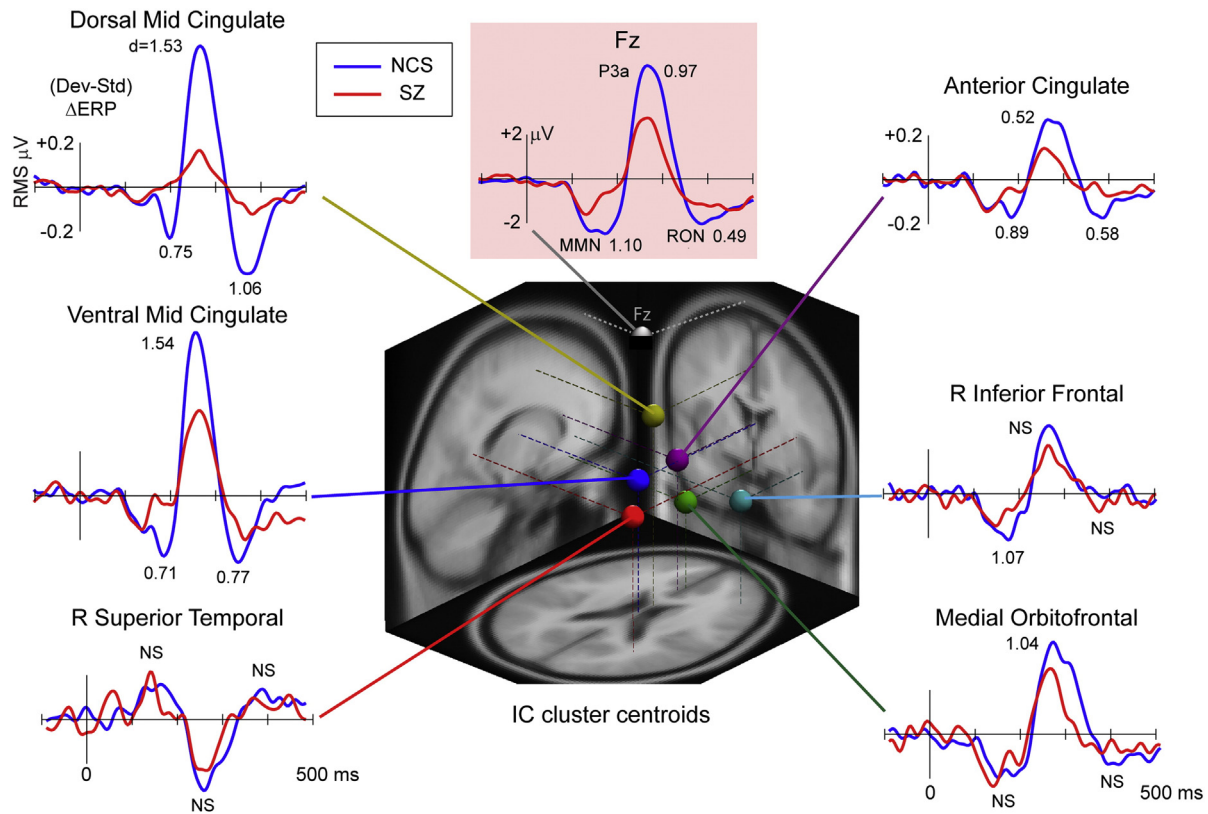 Dorsal Mid Cingulate
d=1.53
(Dev-Std)
ΔERP
RMS µV
+0.2
-0.2
0.75
1.06
NCS
SZ
Fz
P3a 0.97
+2 µV
-2
MMN 1.10
RON 0.49
Anterior Cingulate
0.52
+0.2
-0.2
0.89
0.58
Ventral Mid Cingulate
1.54
0.71
0.77
Fz
R Inferior Frontal
NS
NS
1.07
R Superior Temporal
NS
NS
NS
0
500 ms
IC cluster centroids
Medial Orbitofrontal
1.04
NS
NS
0
500 ms